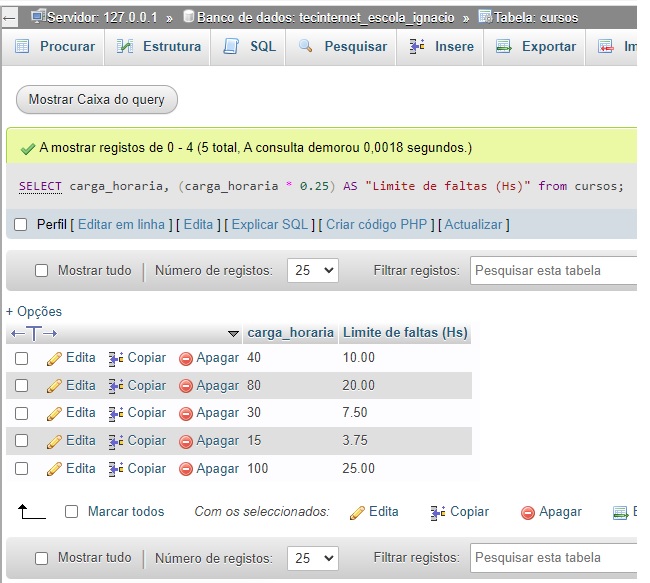 Servidor: 127.0.0.1 » Banco de dados: tecinternet_escola_ignacio » Tabela: cursos
Procurar Estrutura SQL Pesquisar Insere Exportar Im
Mostrar Caixa do query
A mostrar registos de 0 - 4 (5 total, A consulta demorou 0,0018 segundos.)
SELECT carga_horaria, (carga_horaria * 0.25) AS "Limite de faltas (Hs)" from cursos;
Perfil [ Editar em linha ] [ Edita ] [ Explicar SQL ] [ Criar código PHP ] [ Actualizar ]
Mostrar tudo Número de registos: 25 Filtrar registos: Pesquisar esta tabela
+ Opções
carga_horaria Limite de faltas (Hs)
Edita Copiar Apagar 40 10.00
Edita Copiar Apagar 80 20.00
Edita Copiar Apagar 30 7.50
Edita Copiar Apagar 15 3.75
Edita Copiar Apagar 100 25.00
Marcar todos Com os seleccionados: Edita Copiar Apagar E
Mostrar tudo Número de registos: 25 Filtrar registos: Pesquisar esta tabela